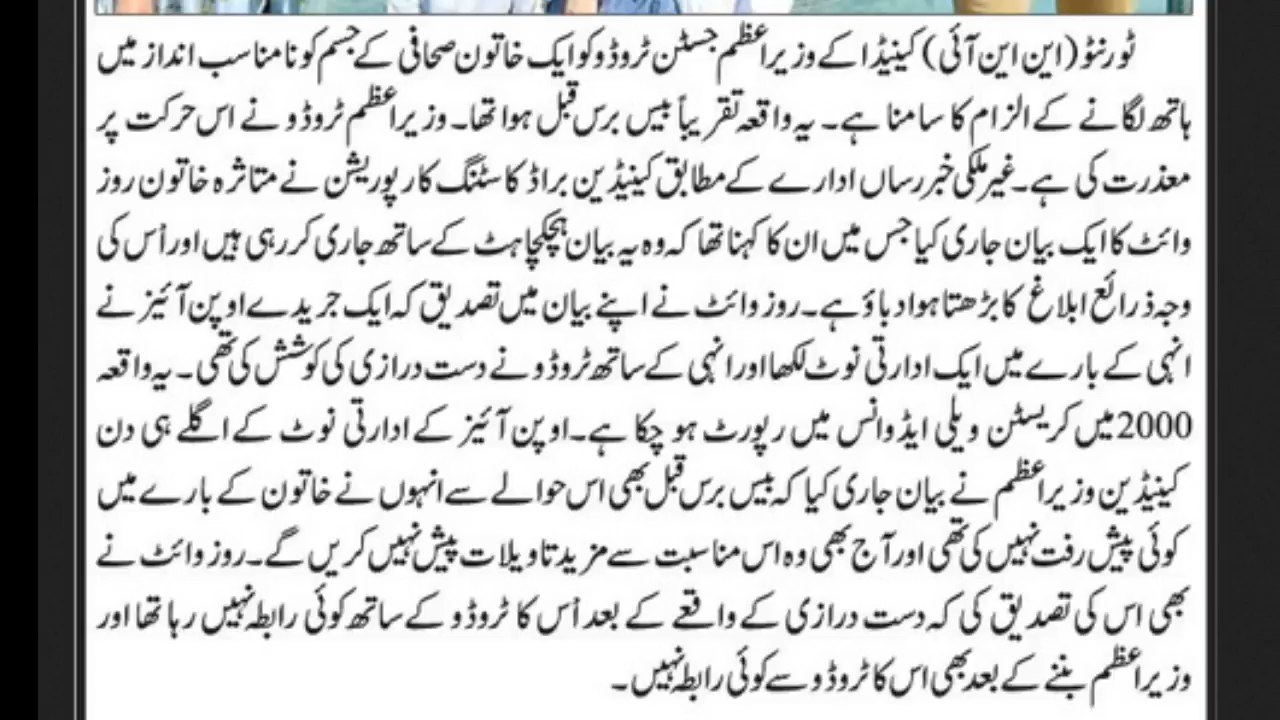 ٹورنٹو (این این آئی) کینیڈا کے وزیراعظم جسٹن ٹروڈو کو ایک خاتون صحافی کے جسم کو نامناسب انداز میں
ہاتھ لگانے کے الزام کا سامنا ہے۔ یہ واقعہ تقریباً بیس برس قبل ہوا تھا۔ وزیراعظم ٹروڈو نے اس حرکت پر
معذرت کی ہے۔ غیر ملکی خبر رساں ادارے کے مطابق کینیڈین براڈ کاسٹنگ کارپوریشن نے متاثرہ خاتون روز
وائٹ کا ایک بیان جاری کیا جس میں ان کا کہنا تھا کہ وہ یہ بیان ہچکچاہٹ کے ساتھ جاری کر رہی ہیں اور اُس کی
وجہ ذرائع ابلاغ کا بڑھتا ہوا دباؤ ہے۔ روز وائٹ نے اپنے بیان میں تصدیق کہ ایک جریدے اوپن آئیز نے
انہی کے بارے میں ایک ادارتی نوٹ لکھا اور انہی کے ساتھ ٹروڈو نے دست درازی کی کوشش کی تھی۔ یہ واقعہ
2000 میں کریسٹن ویلی ایڈوانس میں رپورٹ ہو چکا ہے۔ اوپن آئیز کے ادارتی نوٹ کے اگلے ہی دن
کینیڈین وزیراعظم نے بیان جاری کیا کہ بیس برس قبل بھی اس حوالے سے انہوں نے خاتون کے بارے میں
کوئی پیش رفت نہیں کی تھی اور آج بھی وہ اس مناسبت سے مزید تاویلات پیش نہیں کریں گے۔ روز وائٹ نے
بھی اس کی تصدیق کی کہ دست درازی کے واقعے کے بعد اُس کا ٹروڈو کے ساتھ کوئی رابطہ نہیں رہا تھا اور
وزیراعظم بننے کے بعد بھی اس کا ٹروڈو سے کوئی رابطہ نہیں۔